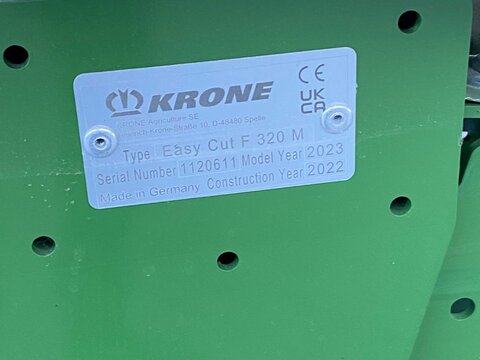 KRONE
CE
KRONE Agriculture SE
UK
Heinrich-Krone-Straße 10, D-48480 Spelle
CA
Type Easy Cut F 320 M
Serial Number 1120611 Model Year 2023
Made in Germany Construction Year 2022